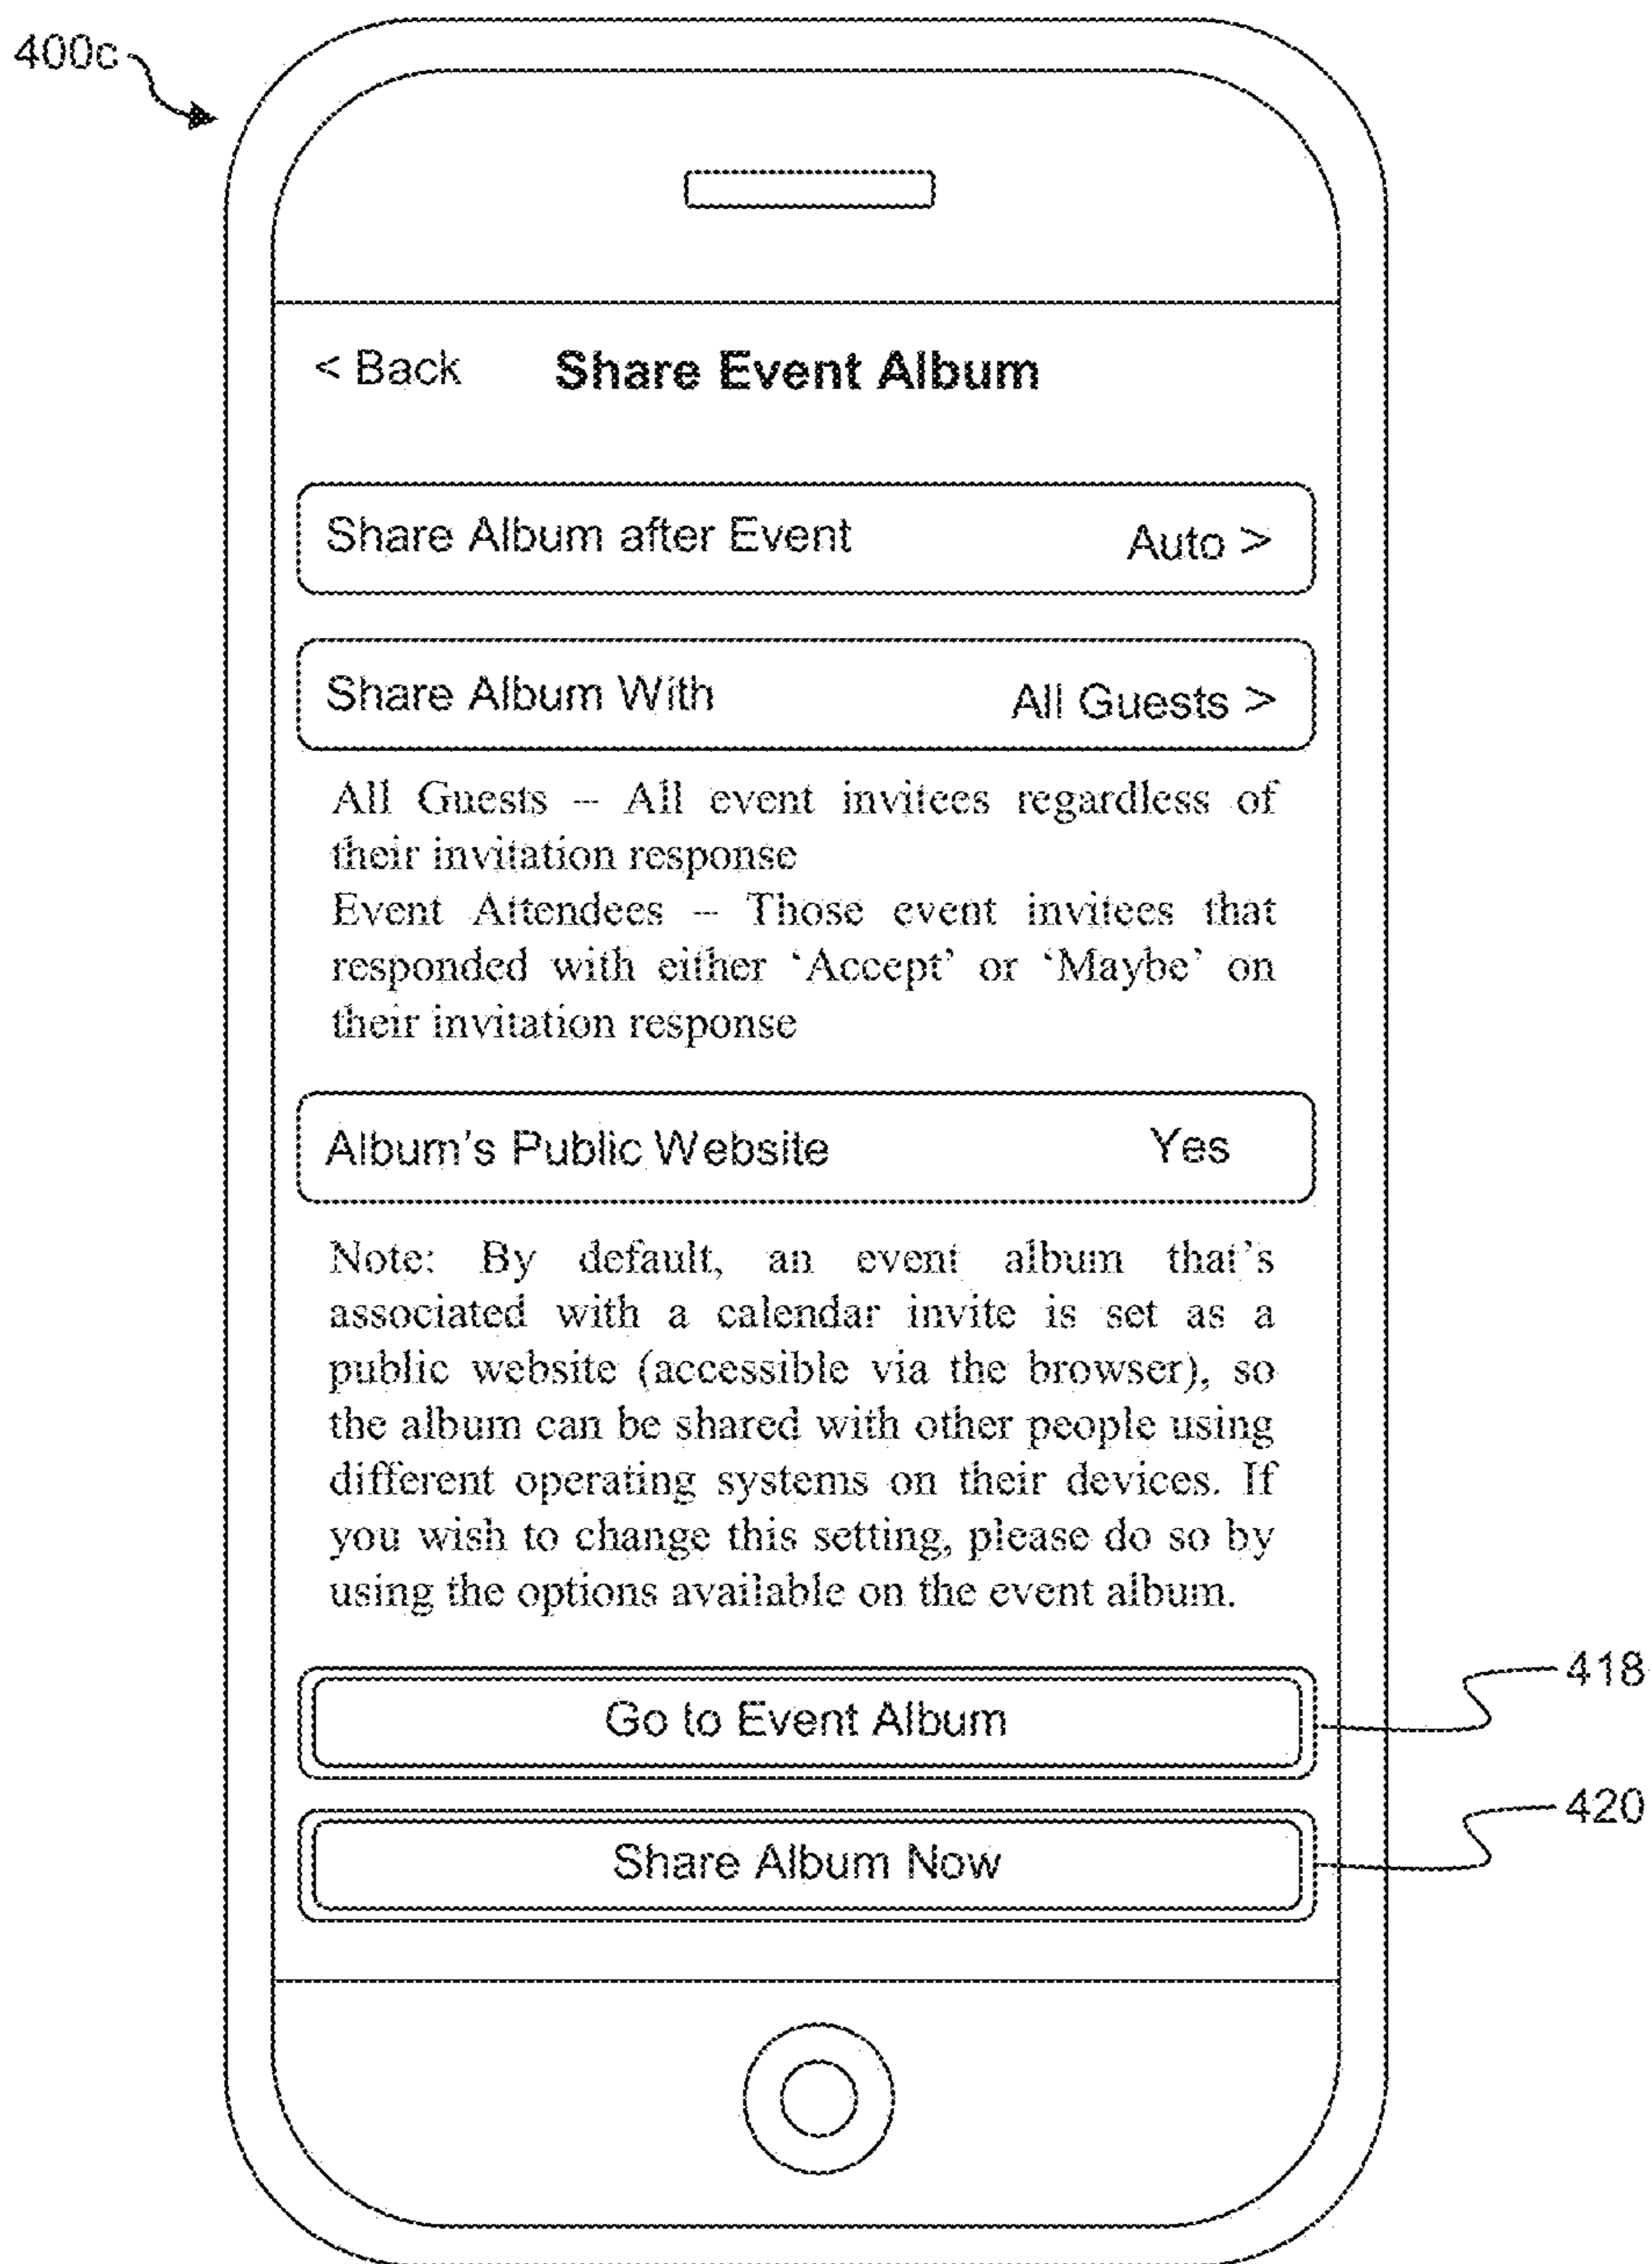 400c
< Back Share Event Album
Share Album after Event Auto >
Share Album With All Guests >
All Guests – All event invitees regardless of
their invitation response
Event Attendees – Those event invitees that
responded with either ‘Accept’ or ‘Maybe’ on
their invitation response
Album’s Public Website Yes
Note: By default, an event album that’s
associated with a calendar invite is set as a
public website (accessible via the browser), so
the album can be shared with other people using
different operating systems on their devices. If
you wish to change this setting, please do so by
using the options available on the event album.
Go to Event Album 418
Share Album Now 420